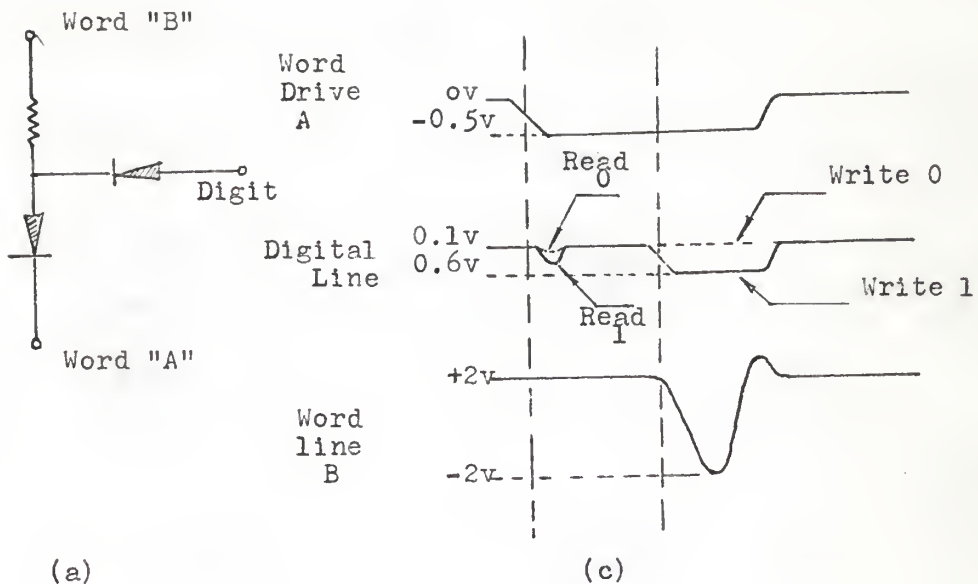 Word "B"
Digit
Word "A"
(a)
Word
Drive
A
ov
-0.5v
Read
0
Write 0
Digital
Line
0.1v
0.6v
Read
1
Write 1
Word
line
B
+2v
-2v
(c)